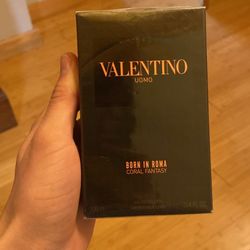 VALENTINO
UOMO
BORN IN ROMA
CORAL FANTASY